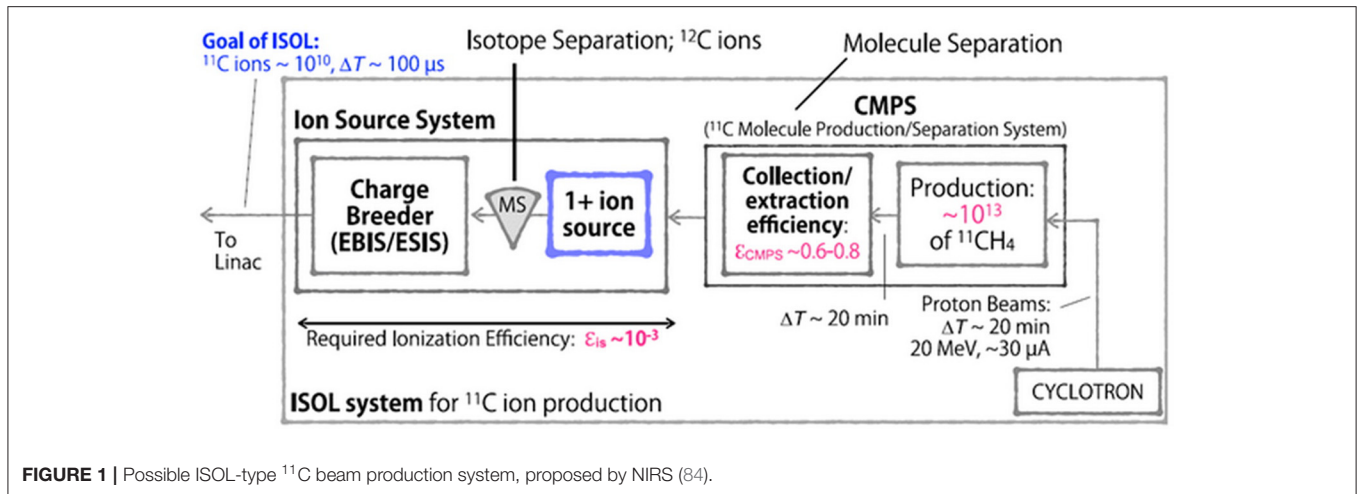 Goal of ISOL:
¹¹C ions ~ 10¹⁰, ΔT ~ 100 µs
Isotope Separation; ¹²C ions
Molecule Separation
Ion Source System
CMPS
(¹¹C Molecule Production/Separation System)
Charge
Breeder
(EBIS/ESIS)
MS
1+ ion
source
Collection/
extraction
efficiency:
εCMPS ~0.6–0.8
Production:
~10¹³
of ¹¹CH₄
To
Linac
ΔT ~ 20 min
Proton Beams:
ΔT ~ 20 min
20 MeV, ~30 µA
Required Ionization Efficiency: εis ~10⁻³
CYCLOTRON
ISOL system for ¹¹C ion production
FIGURE 1 | Possible ISOL-type ¹¹C beam production system, proposed by NIRS (84).